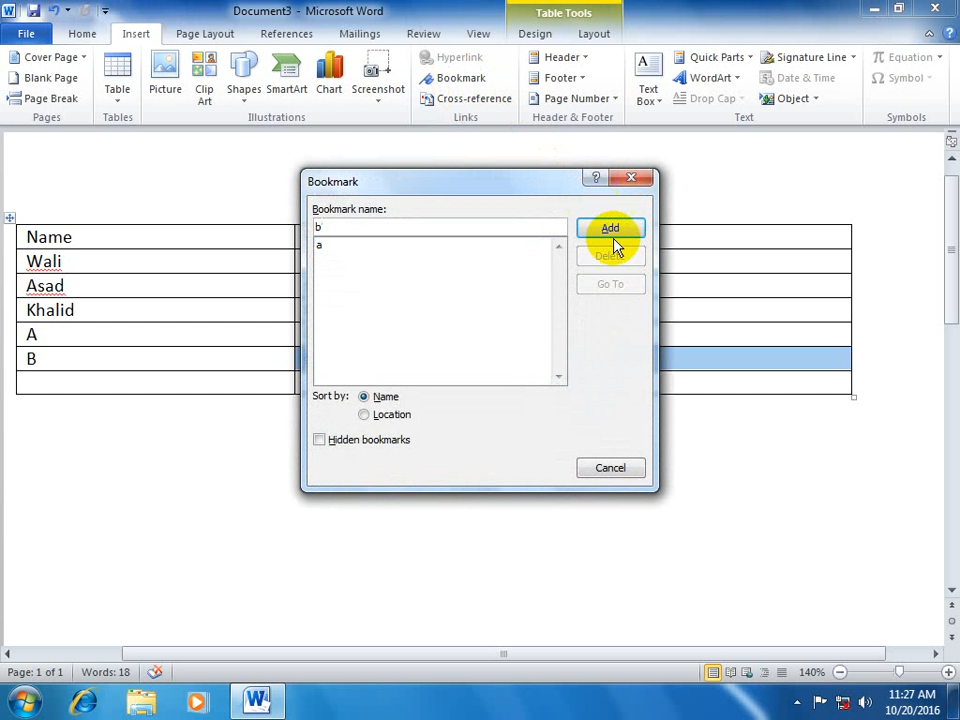 Document3 - Microsoft Word
Table Tools
File Home Insert Page Layout References Mailings Review View Design Layout
Cover Page
Blank Page
Page Break
Pages
Table
Tables
Picture
Clip Art
Shapes
SmartArt
Chart
Screenshot
Illustrations
Hyperlink
Bookmark
Cross-reference
Links
Header
Footer
Page Number
Header & Footer
Text Box
Quick Parts
WordArt
Drop Cap
Signature Line
Date & Time
Object
Text
Equation
Symbol
Symbols
Bookmark
Bookmark name:
b
a
Add
Delete
Go To
Sort by: Name
Location
Hidden bookmarks
Cancel
Name
Wali
Asad
Khalid
A
B
Page: 1 of 1 Words: 18 140%
11:27 AM
10/20/2016